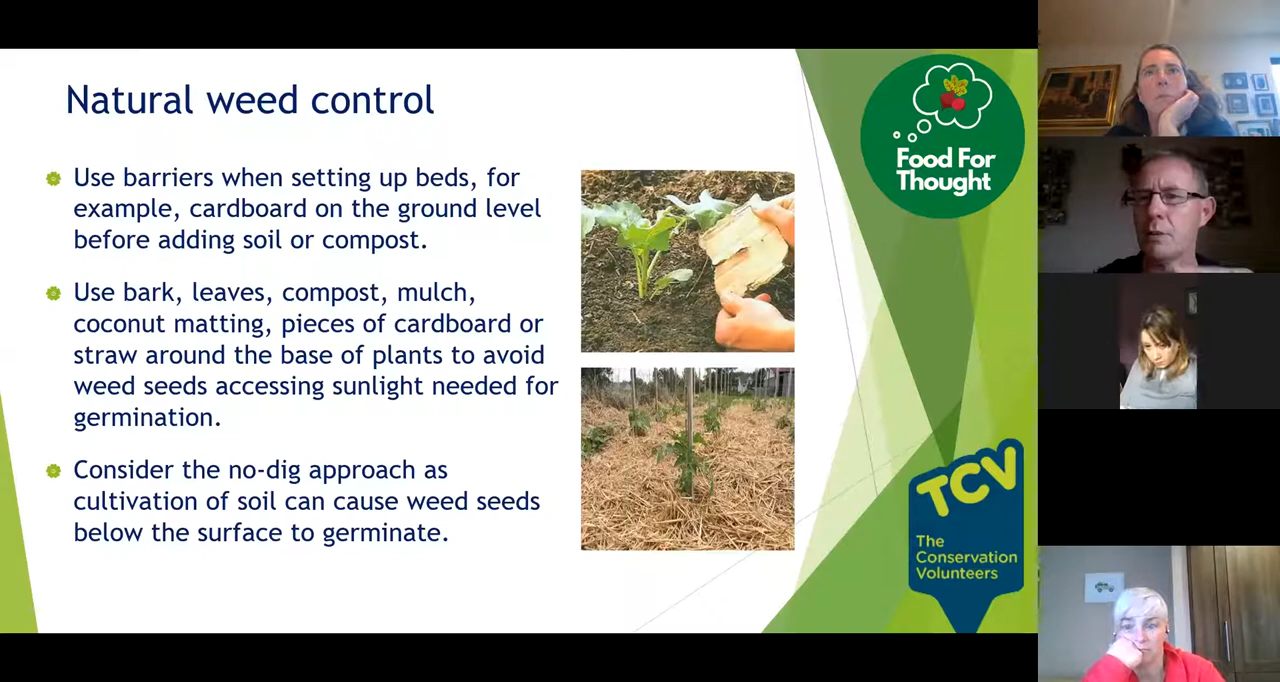 Natural weed control
Use barriers when setting up beds, for
example, cardboard on the ground level
before adding soil or compost.
Use bark, leaves, compost, mulch,
coconut matting, pieces of cardboard or
straw around the base of plants to avoid
weed seeds accessing sunlight needed for
germination.
Consider the no-dig approach as
cultivation of soil can cause weed seeds
below the surface to germinate.
Food For
Thought
TCV
The
Conservation
Volunteers